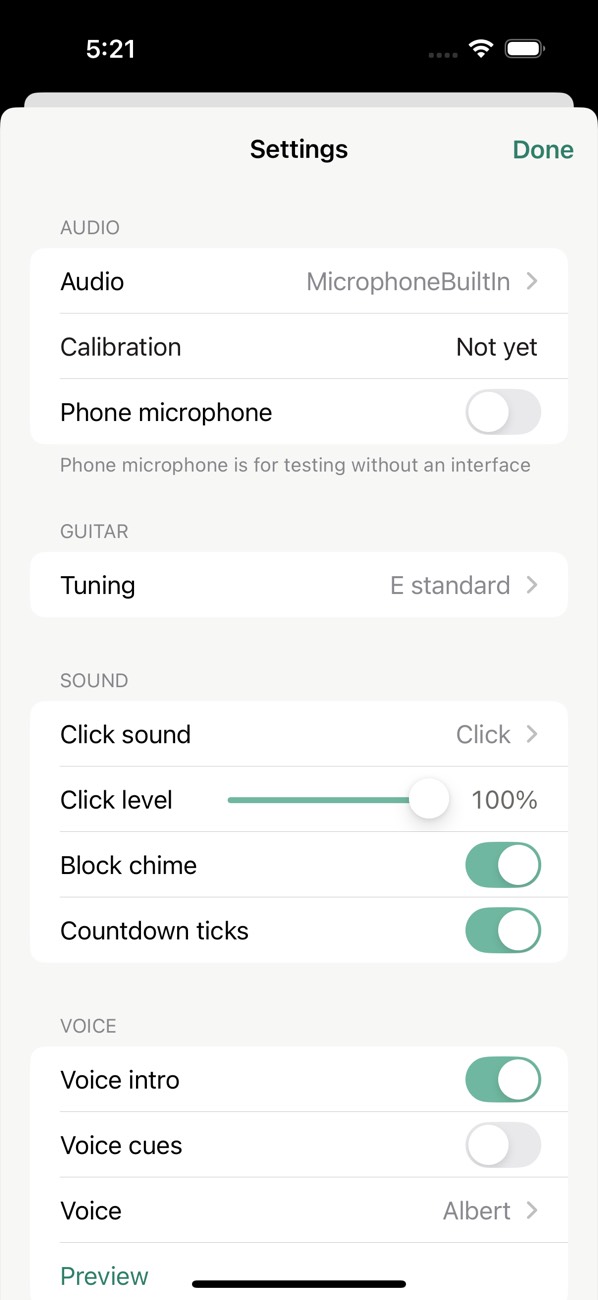 5:21
Settings
Done
AUDIO
Audio
MicrophoneBuiltIn
Calibration
Not yet
Phone microphone
Phone microphone is for testing without an interface
GUITAR
Tuning
E standard
SOUND
Click sound
Click
Click level
100%
Block chime
Countdown ticks
VOICE
Voice intro
Voice cues
Voice
Albert
Preview